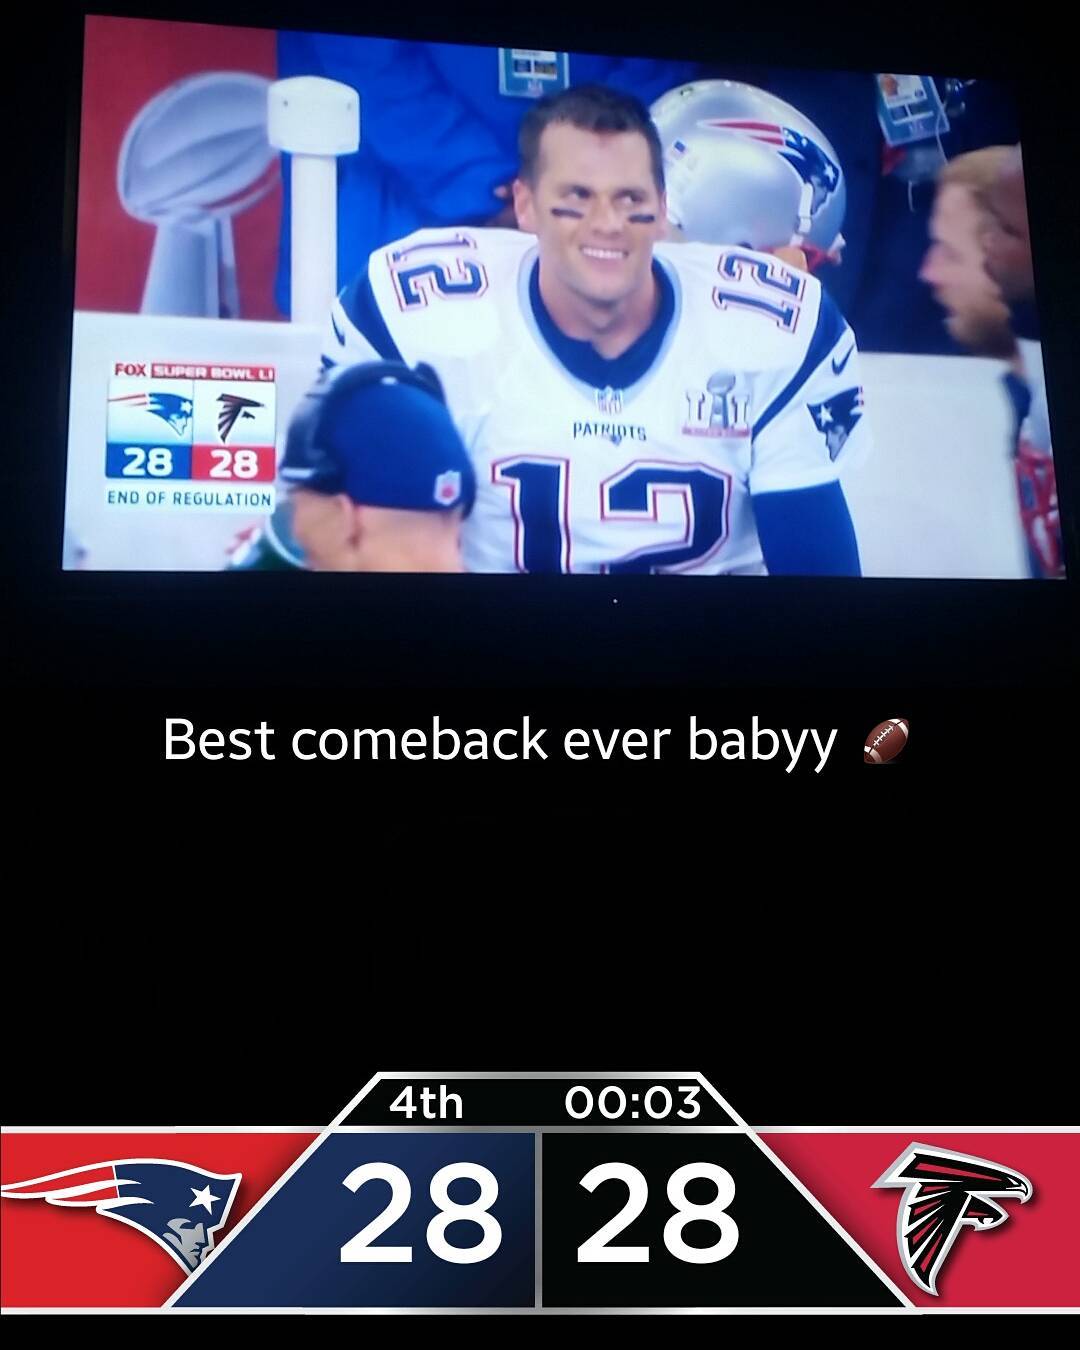 12
12
FOX SUPER BOWL LI
28 28
END OF REGULATION
PATRIOTS
LI
12
Best comeback ever babyy 🏈
4th 00:03
28 28